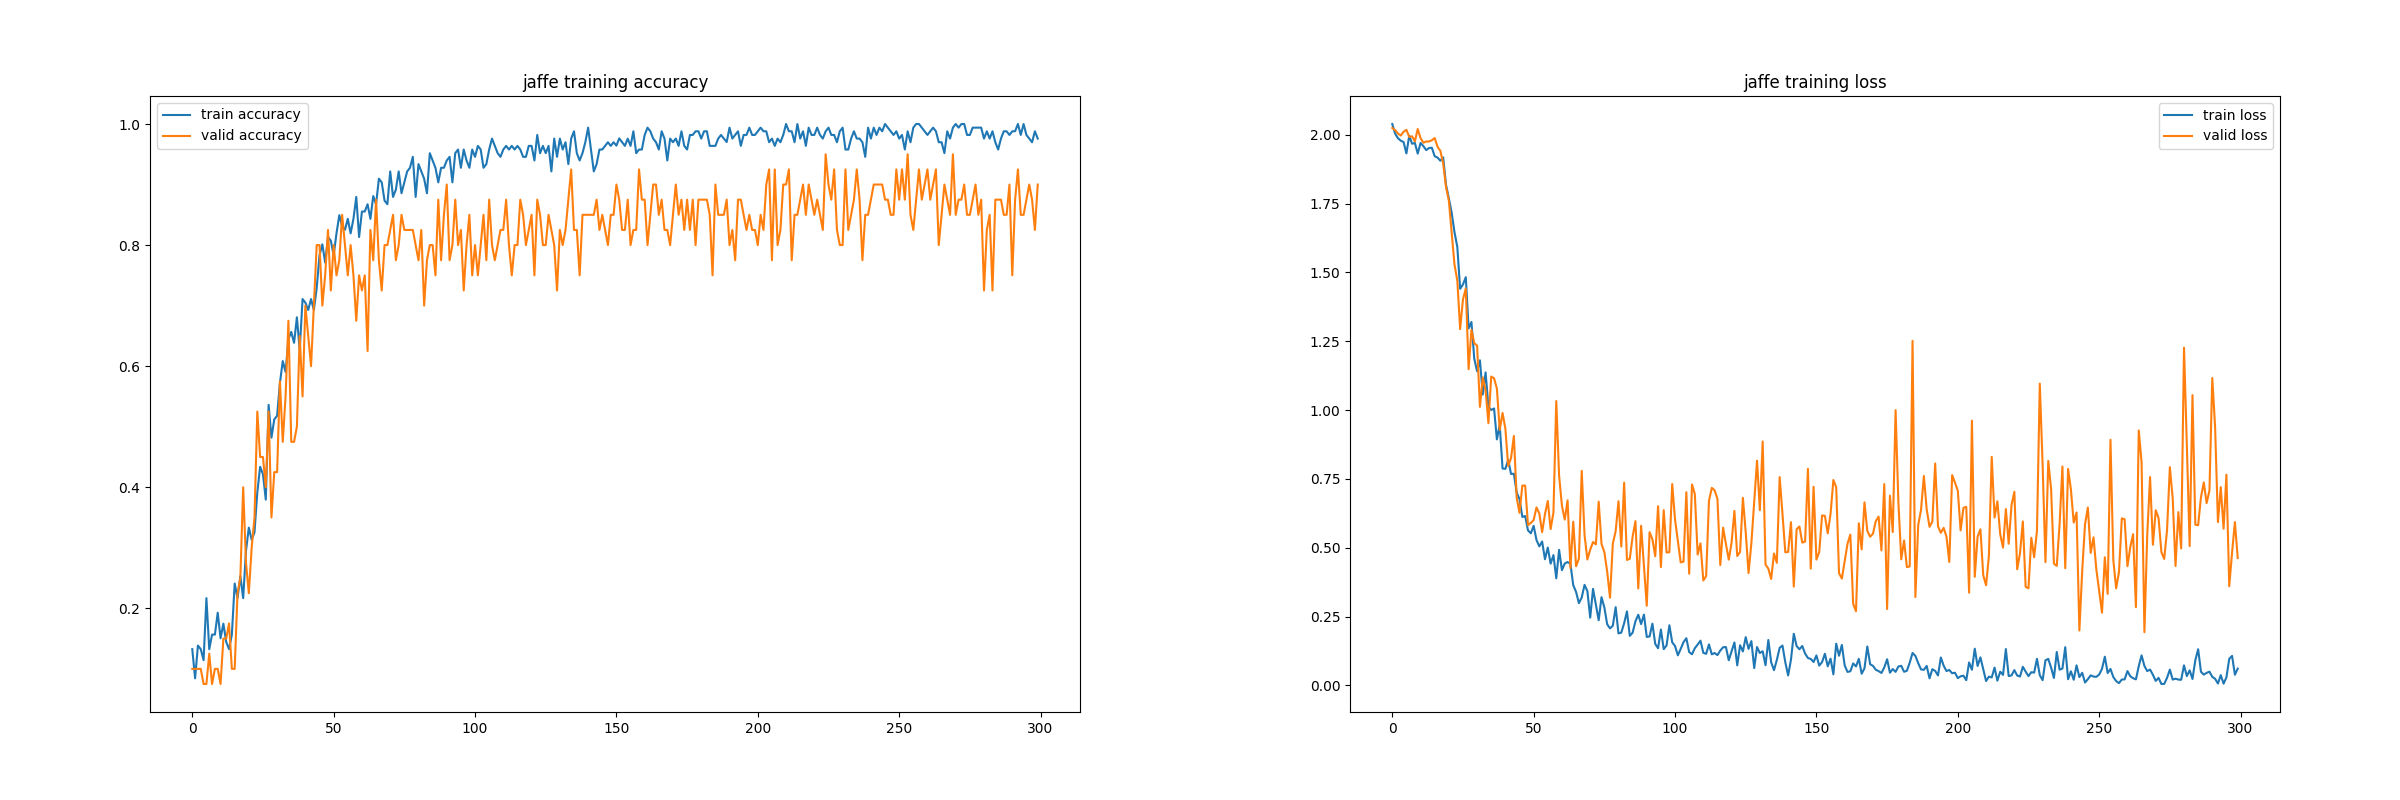 jaffe training accuracy
train accuracy
valid accuracy
1.0
0.8
0.6
0.4
0.2
0 50 100 150 200 250 300
jaffe training loss
train loss
valid loss
2.00
1.75
1.50
1.25
1.00
0.75
0.50
0.25
0.00
0 50 100 150 200 250 300